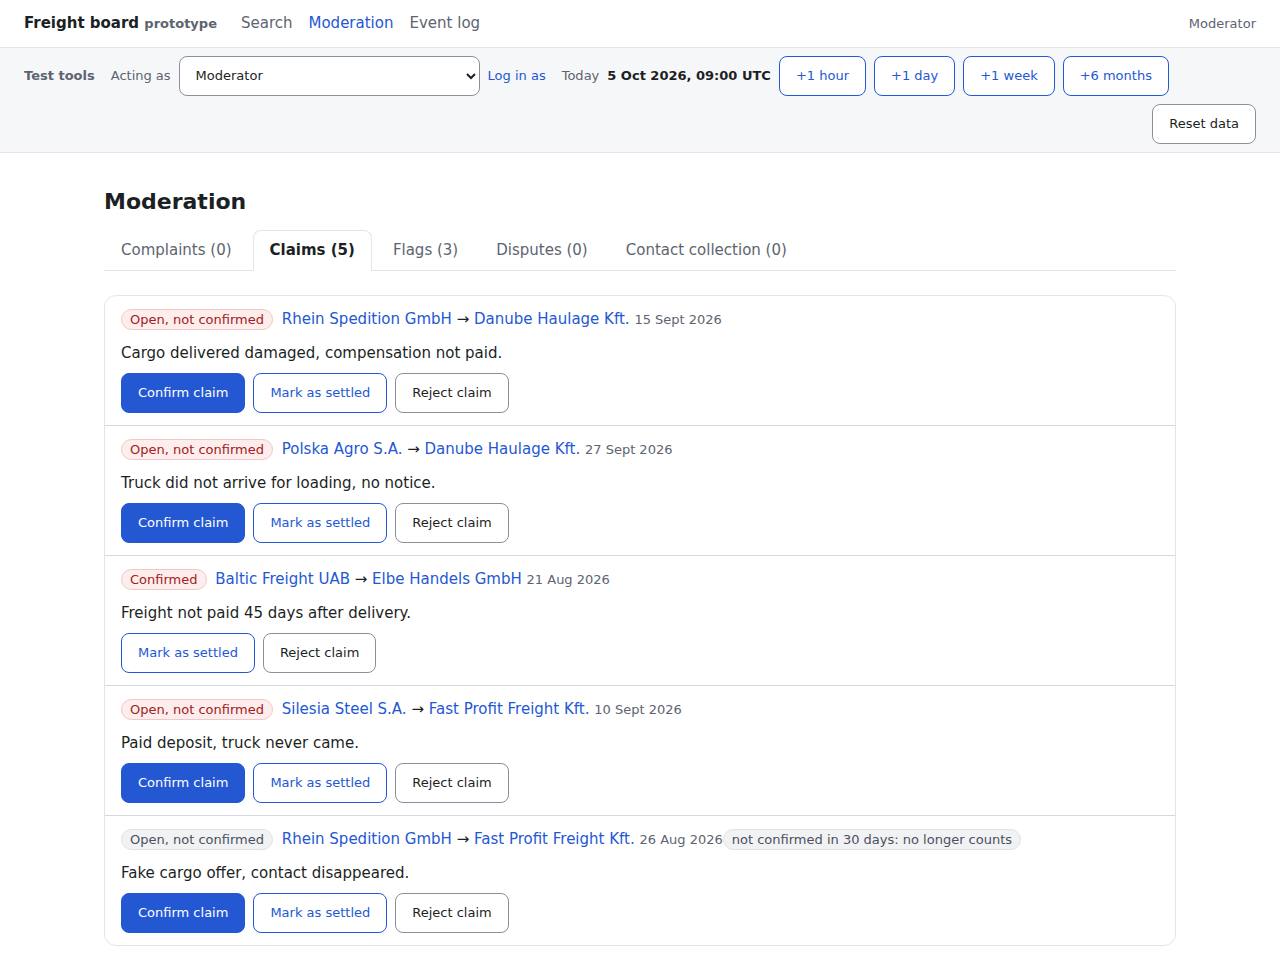 Freight board prototype Search Moderation Event log Moderator
Test tools Acting as Moderator Log in as Today 5 Oct 2026, 09:00 UTC +1 hour +1 day +1 week +6 months
Reset data
Moderation
Complaints (0) Claims (5) Flags (3) Disputes (0) Contact collection (0)
Open, not confirmed Rhein Spedition GmbH → Danube Haulage Kft. 15 Sept 2026
Cargo delivered damaged, compensation not paid.
Confirm claim Mark as settled Reject claim
Open, not confirmed Polska Agro S.A. → Danube Haulage Kft. 27 Sept 2026
Truck did not arrive for loading, no notice.
Confirm claim Mark as settled Reject claim
Confirmed Baltic Freight UAB → Elbe Handels GmbH 21 Aug 2026
Freight not paid 45 days after delivery.
Mark as settled Reject claim
Open, not confirmed Silesia Steel S.A. → Fast Profit Freight Kft. 10 Sept 2026
Paid deposit, truck never came.
Confirm claim Mark as settled Reject claim
Open, not confirmed Rhein Spedition GmbH → Fast Profit Freight Kft. 26 Aug 2026 not confirmed in 30 days: no longer counts
Fake cargo offer, contact disappeared.
Confirm claim Mark as settled Reject claim